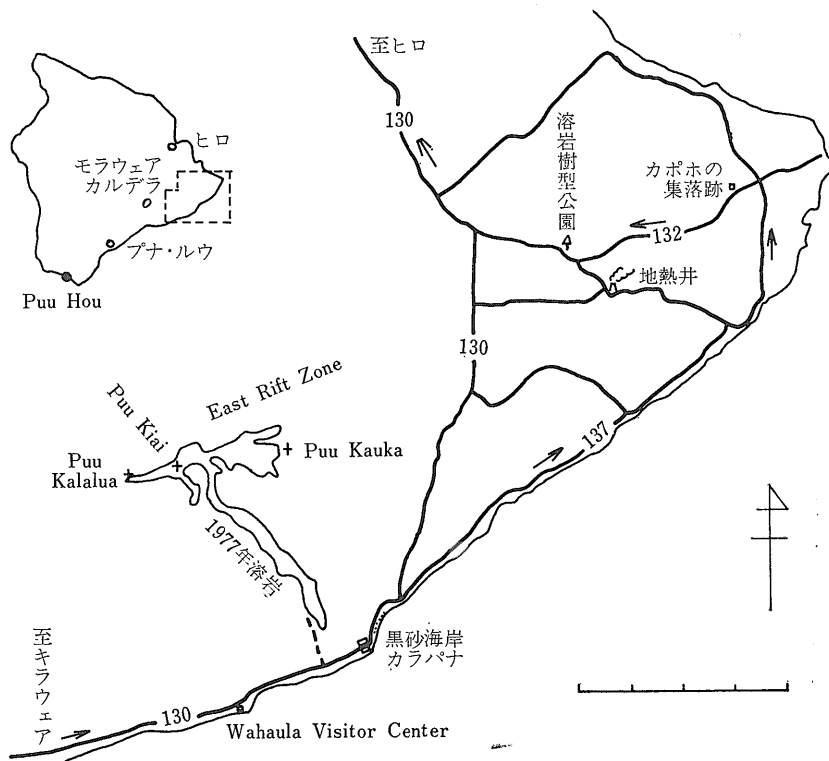 至ヒロ
130
ヒロ
モラウェア
カルデラ
プナ・ルウ
Puu Hou
溶岩樹型公園
カポホの
集落跡
132
地熱井
130
East Rift Zone
Puu Kiai
Puu Kauka
Puu
Kalalua
137
1977年溶岩
黒砂海岸
カラパナ
至キラウェア
130
Wahaula Visitor Center